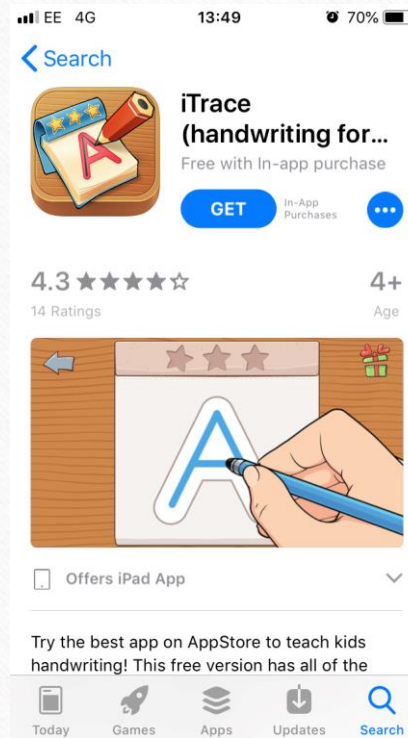 EE 4G 13:49 70%
Search
iTrace
(handwriting for...
Free with In-app purchase
GET In-App
Purchases
4.3 4+
14 Ratings Age
A
Offers iPad App
Try the best app on AppStore to teach kids
handwriting! This free version has all of the
Today Games Apps Updates Search